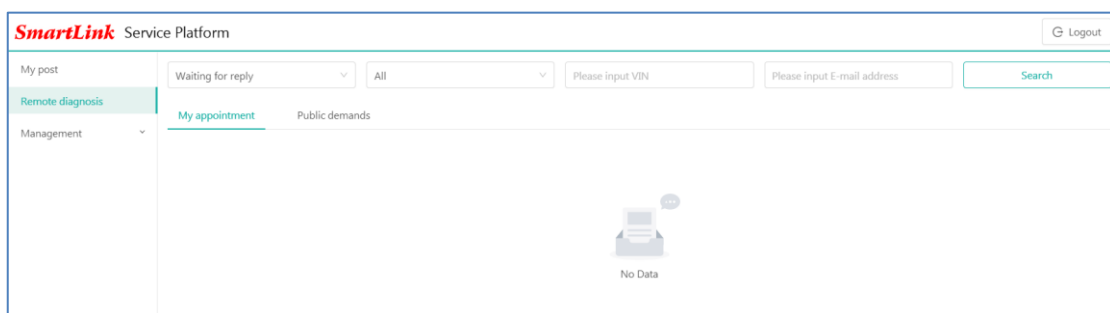 SmartLink Service Platform
Logout
My post
Remote diagnosis
Management
Waiting for reply
All
Please input VIN
Please input E-mail address
Search
My appointment
Public demands
No Data